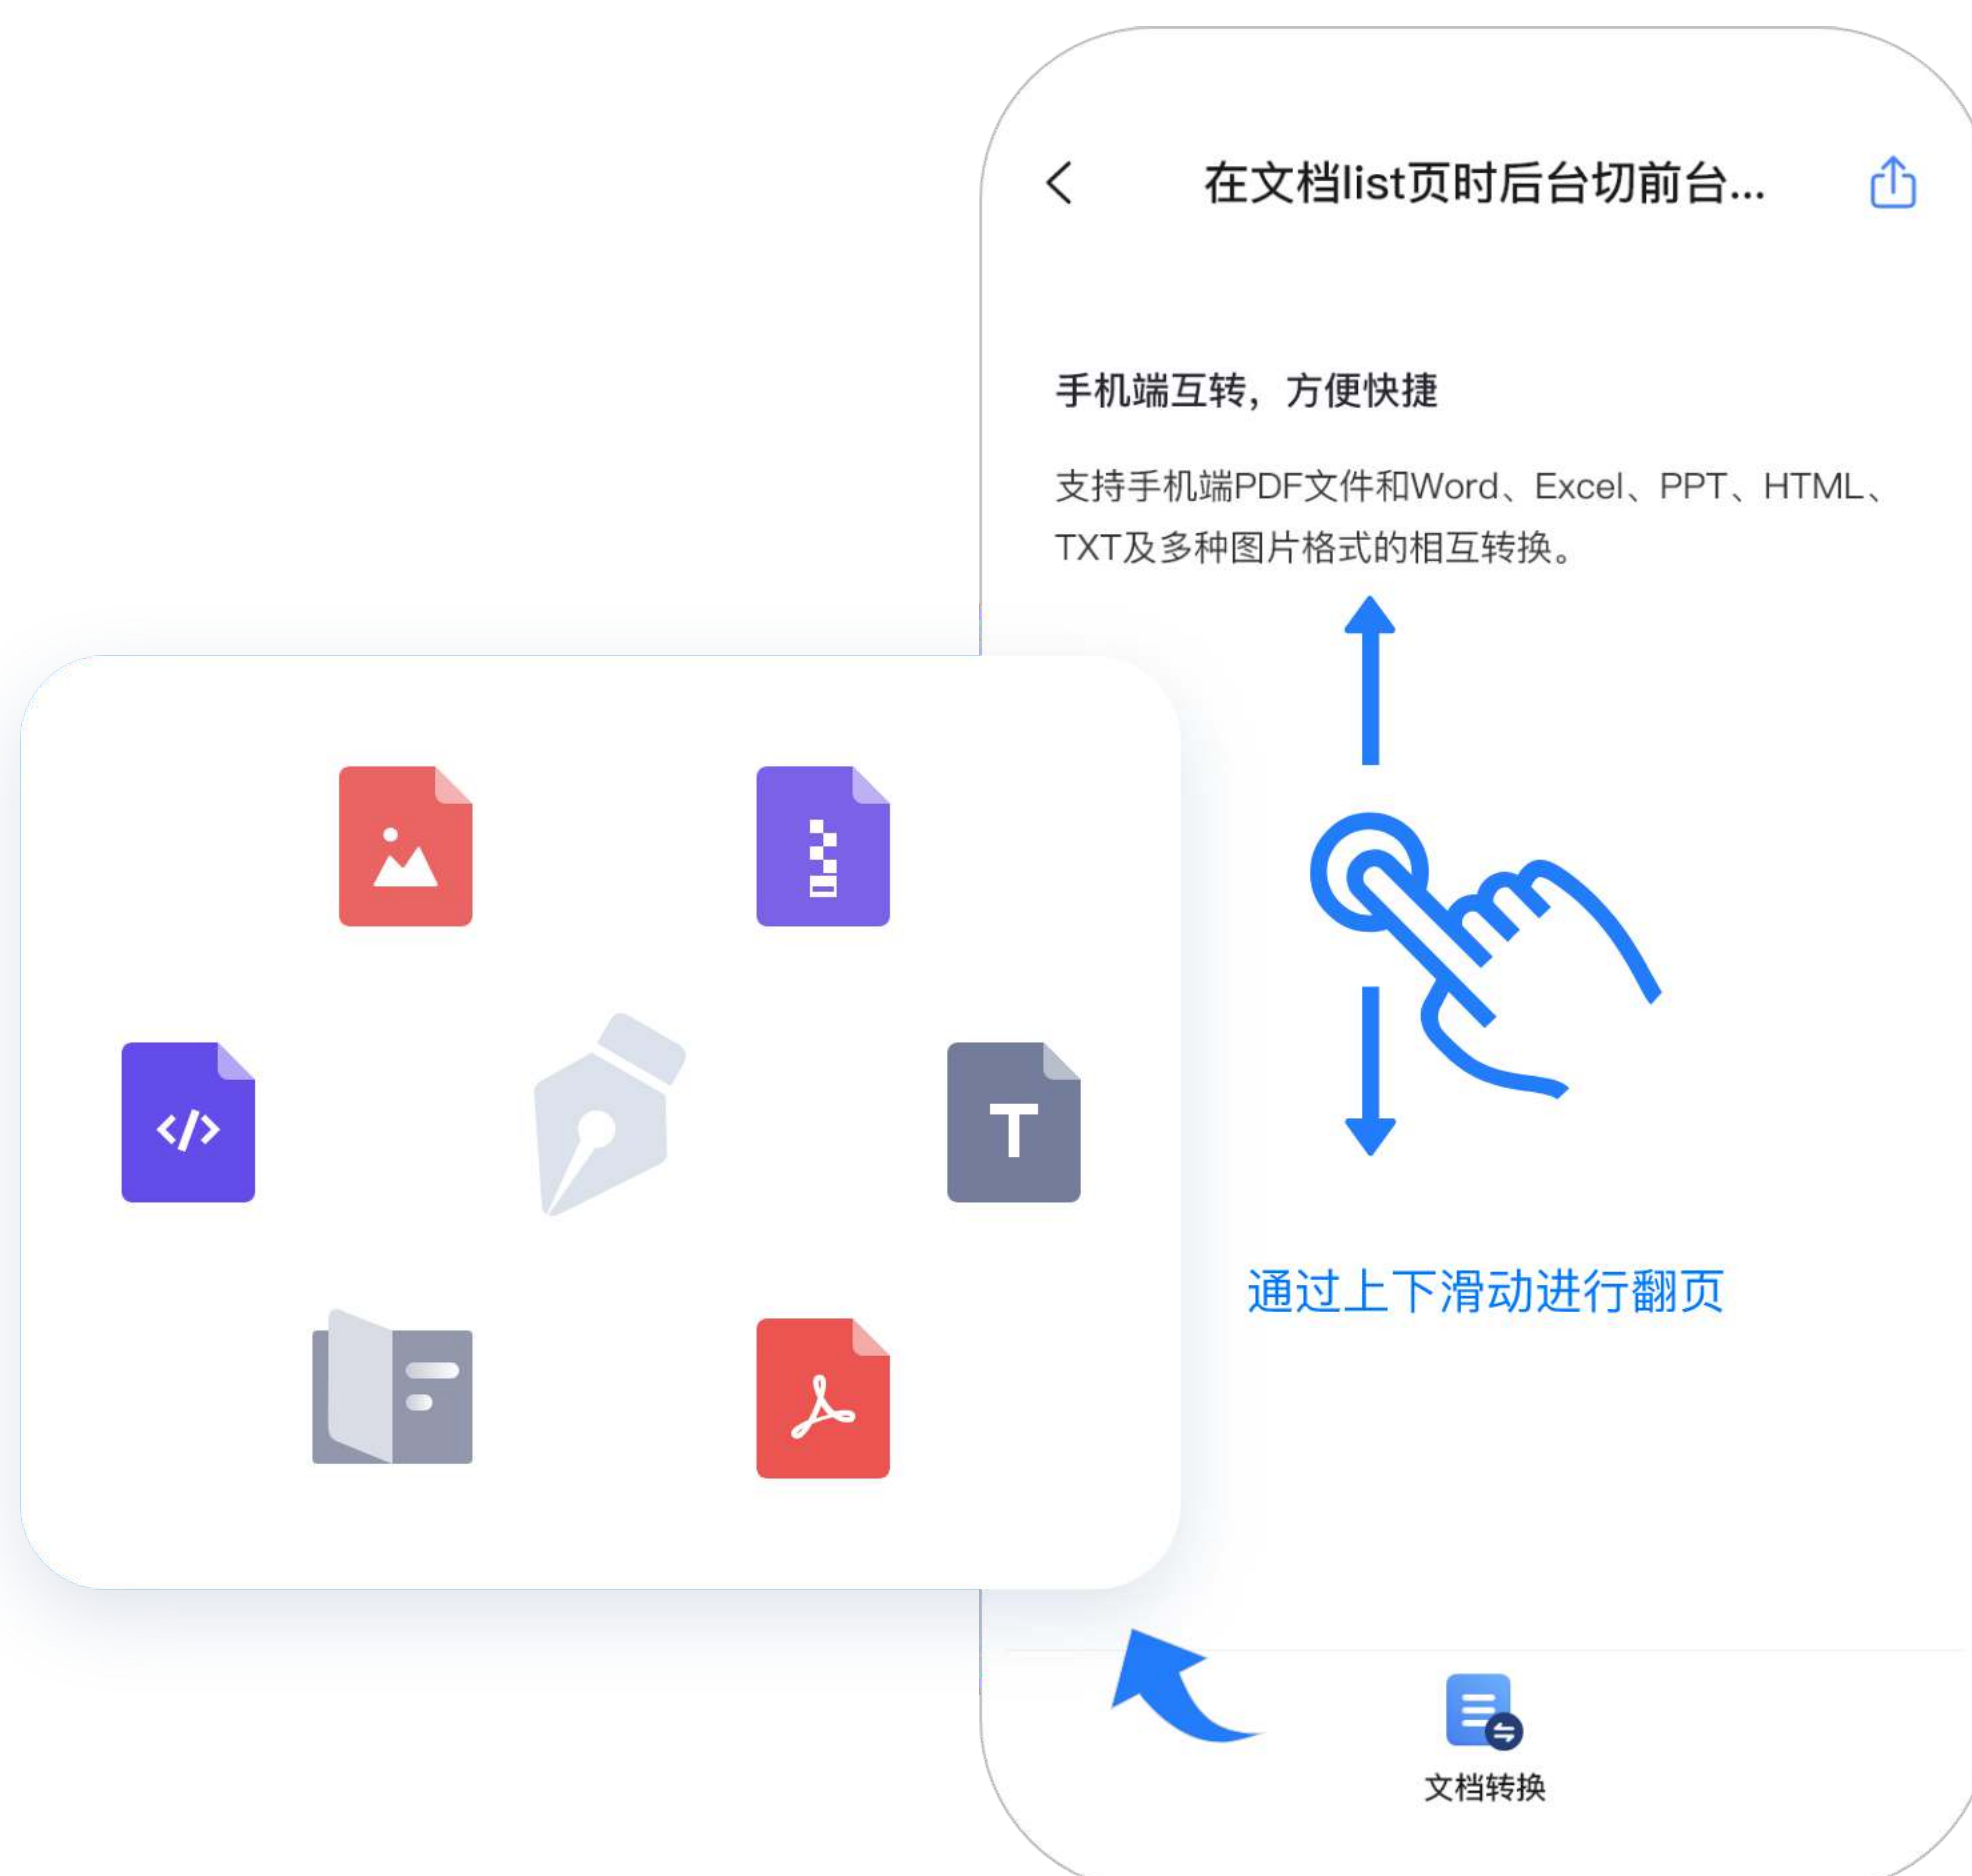 在文档list页时后台切前台...
手机端互转，方便快捷
支持手机端PDF文件和Word、Excel、PPT、HTML、
TXT及多种图片格式的相互转换。
T
通过上下滑动进行翻页
文档转换